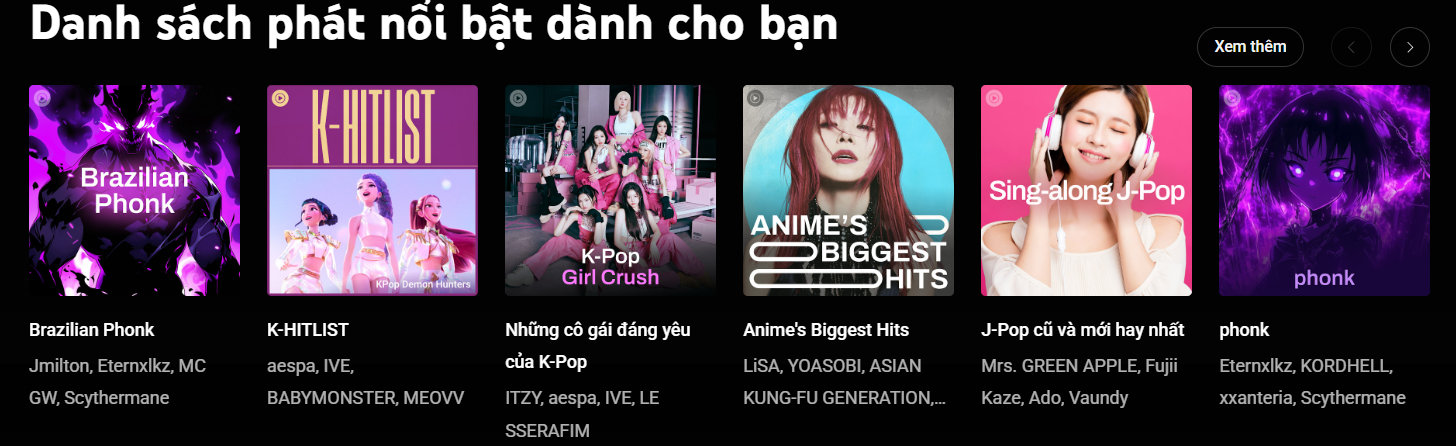 Danh sách phát nổi bật dành cho bạn
Xem thêm
Brazilian
Phonk
K-HITLIST
KPop Demon Hunters
K-Pop
Girl Crush
ANIME'S
BIGGEST
HITS
Sing-along J-Pop
phonk
Brazilian Phonk
Jmilton, Eternxlkz, MC
GW, Scythermane
K-HITLIST
aespa, IVE,
BABYMONSTER, MEOVV
Những cô gái đáng yêu
của K-Pop
ITZY, aespa, IVE, LE
SSERAFIM
Anime's Biggest Hits
LiSA, YOASOBI, ASIAN
KUNG-FU GENERATION,...
J-Pop cũ và mới hay nhất
Mrs. GREEN APPLE, Fujii
Kaze, Ado, Vaundy
phonk
Eternxlkz, KORDHELL,
xxanteria, Scythermane